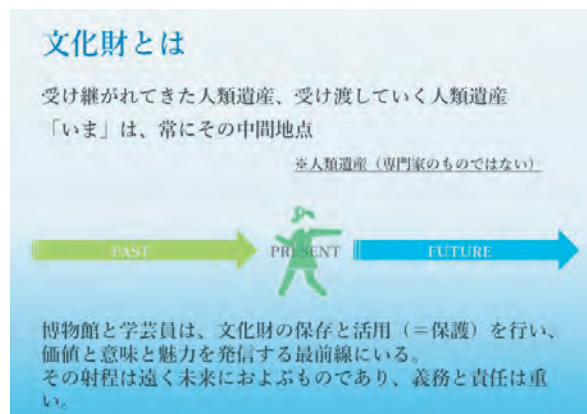 文化財とは
受け継がれてきた人類遺産、受け渡していく人類遺産
「いま」は、常にその中間地点
※人類遺産（専門家のものではない）
PAST PRESENT FUTURE
博物館と学芸員は、文化財の保存と活用（＝保護）を行い、
価値と意味と魅力を発信する最前線にいる。
その射程は遠く未来におよぶものであり、義務と責任は重
い。